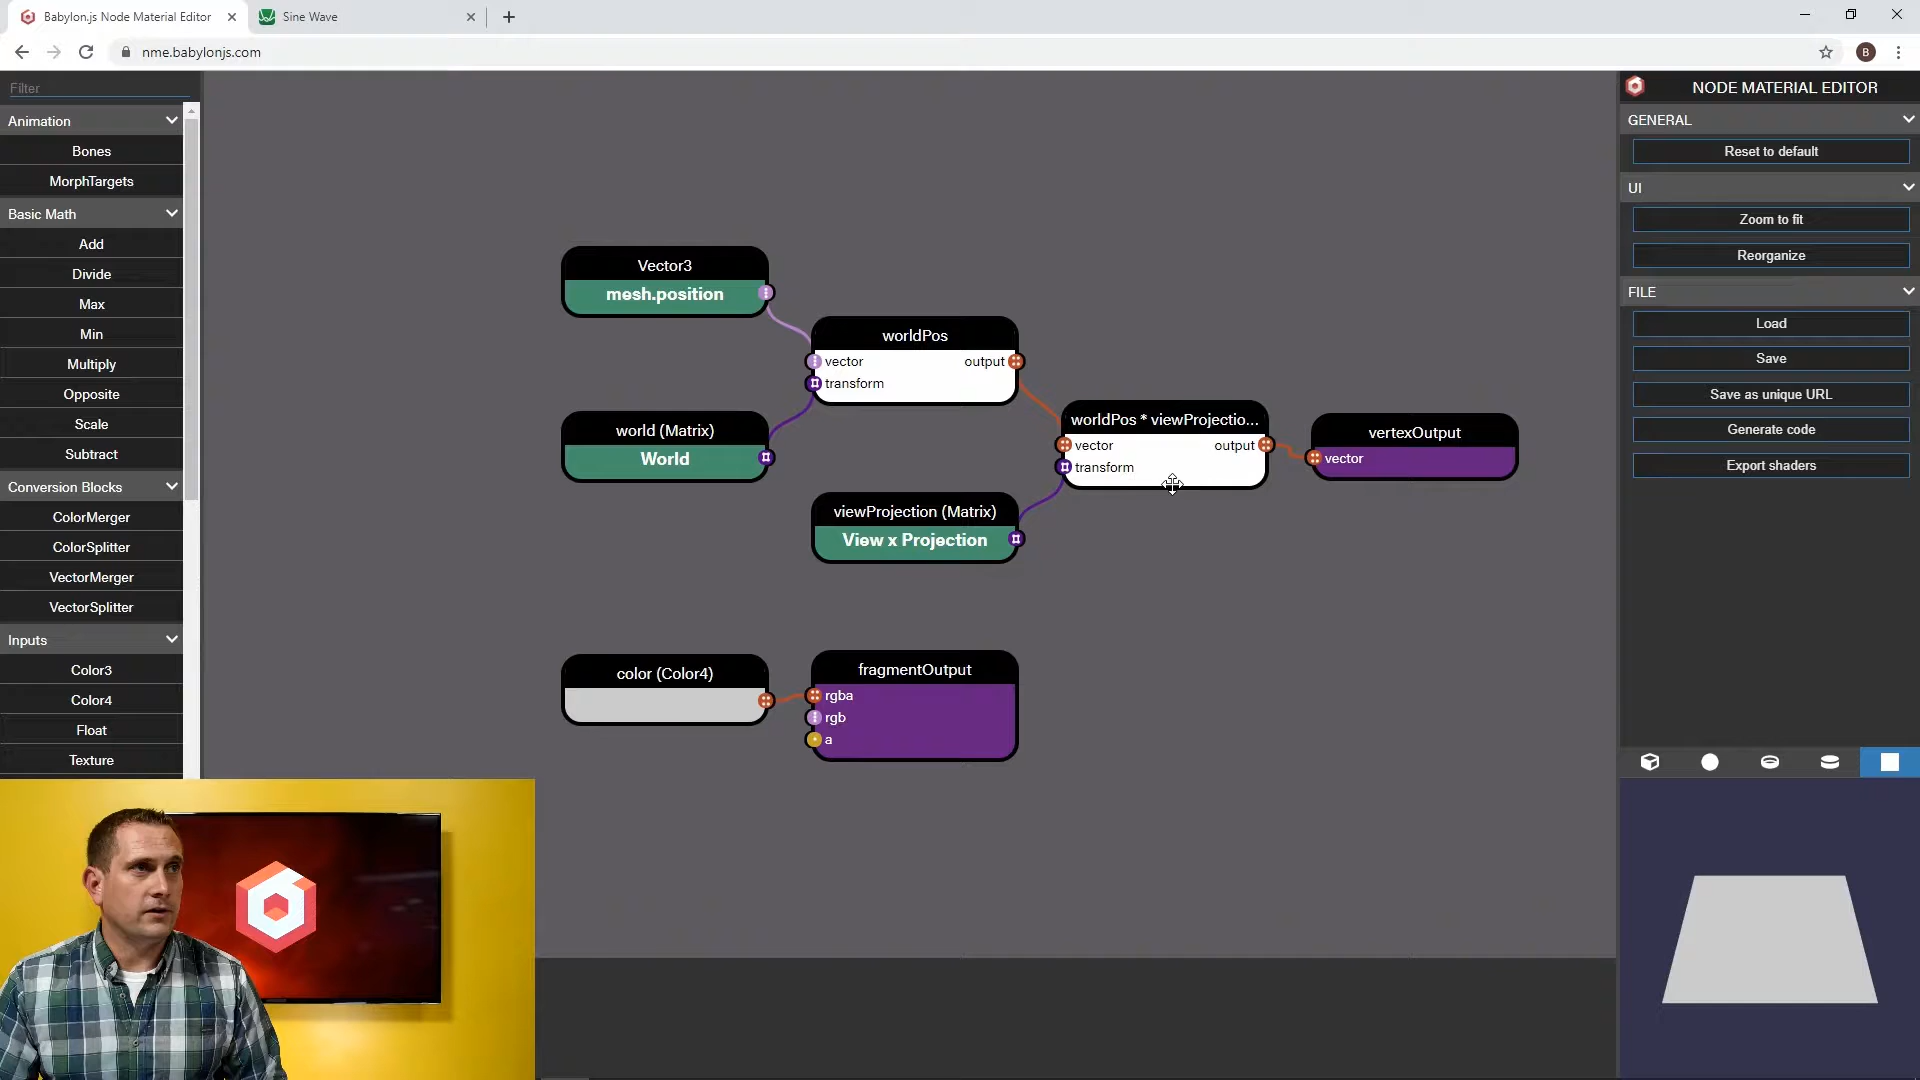 Babylon.js Node Material Editor
Sine Wave
nme.babylonjs.com
B
Filter
Animation
Bones
MorphTargets
Basic Math
Add
Divide
Max
Min
Multiply
Opposite
Scale
Subtract
Conversion Blocks
ColorMerger
ColorSplitter
VectorMerger
VectorSplitter
Inputs
Color3
Color4
Float
Texture
Vector3
mesh.position
world (Matrix)
World
worldPos
vector
output
transform
viewProjection (Matrix)
View x Projection
worldPos * viewProjectio...
vector
output
transform
vertexOutput
vector
color (Color4)
fragmentOutput
rgba
rgb
a
NODE MATERIAL EDITOR
GENERAL
Reset to default
UI
Zoom to fit
Reorganize
FILE
Load
Save
Save as unique URL
Generate code
Export shaders